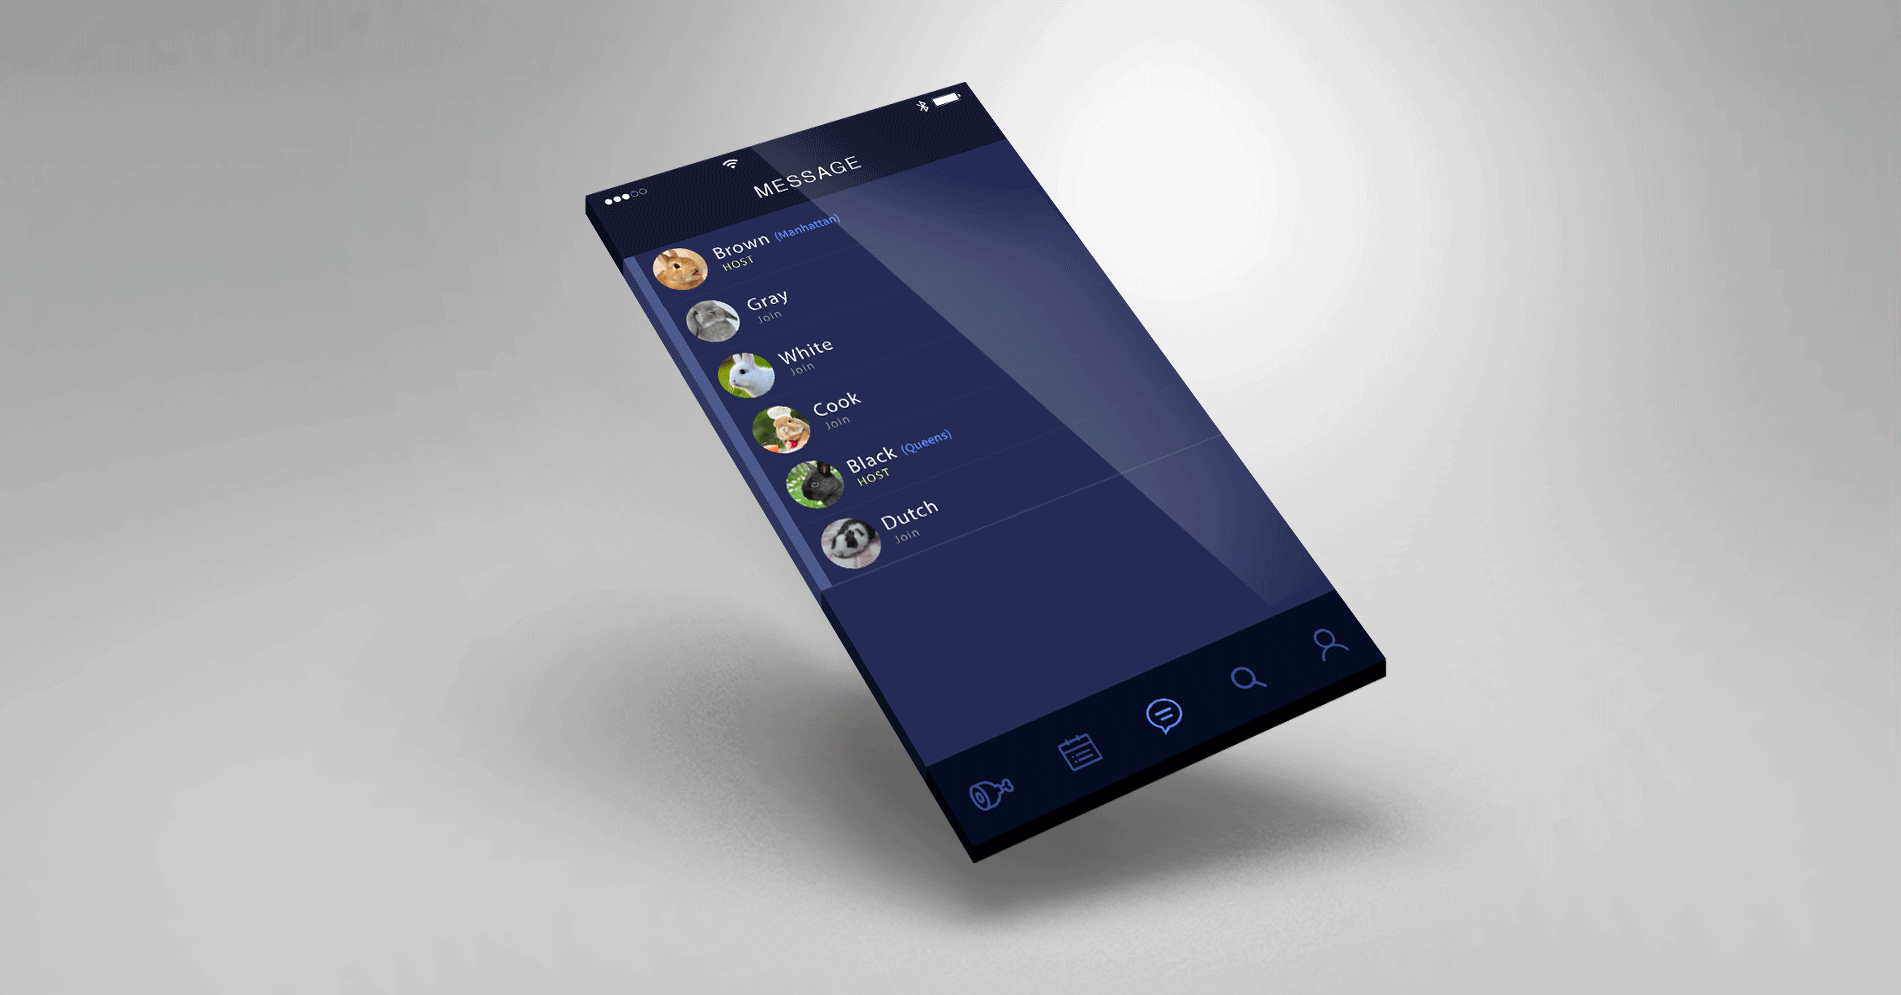 MESSAGE
Brown (Manhattan)
HOST
Gray
Join
White
Join
Cook
Join
Black (Queens)
HOST
Dutch
Join